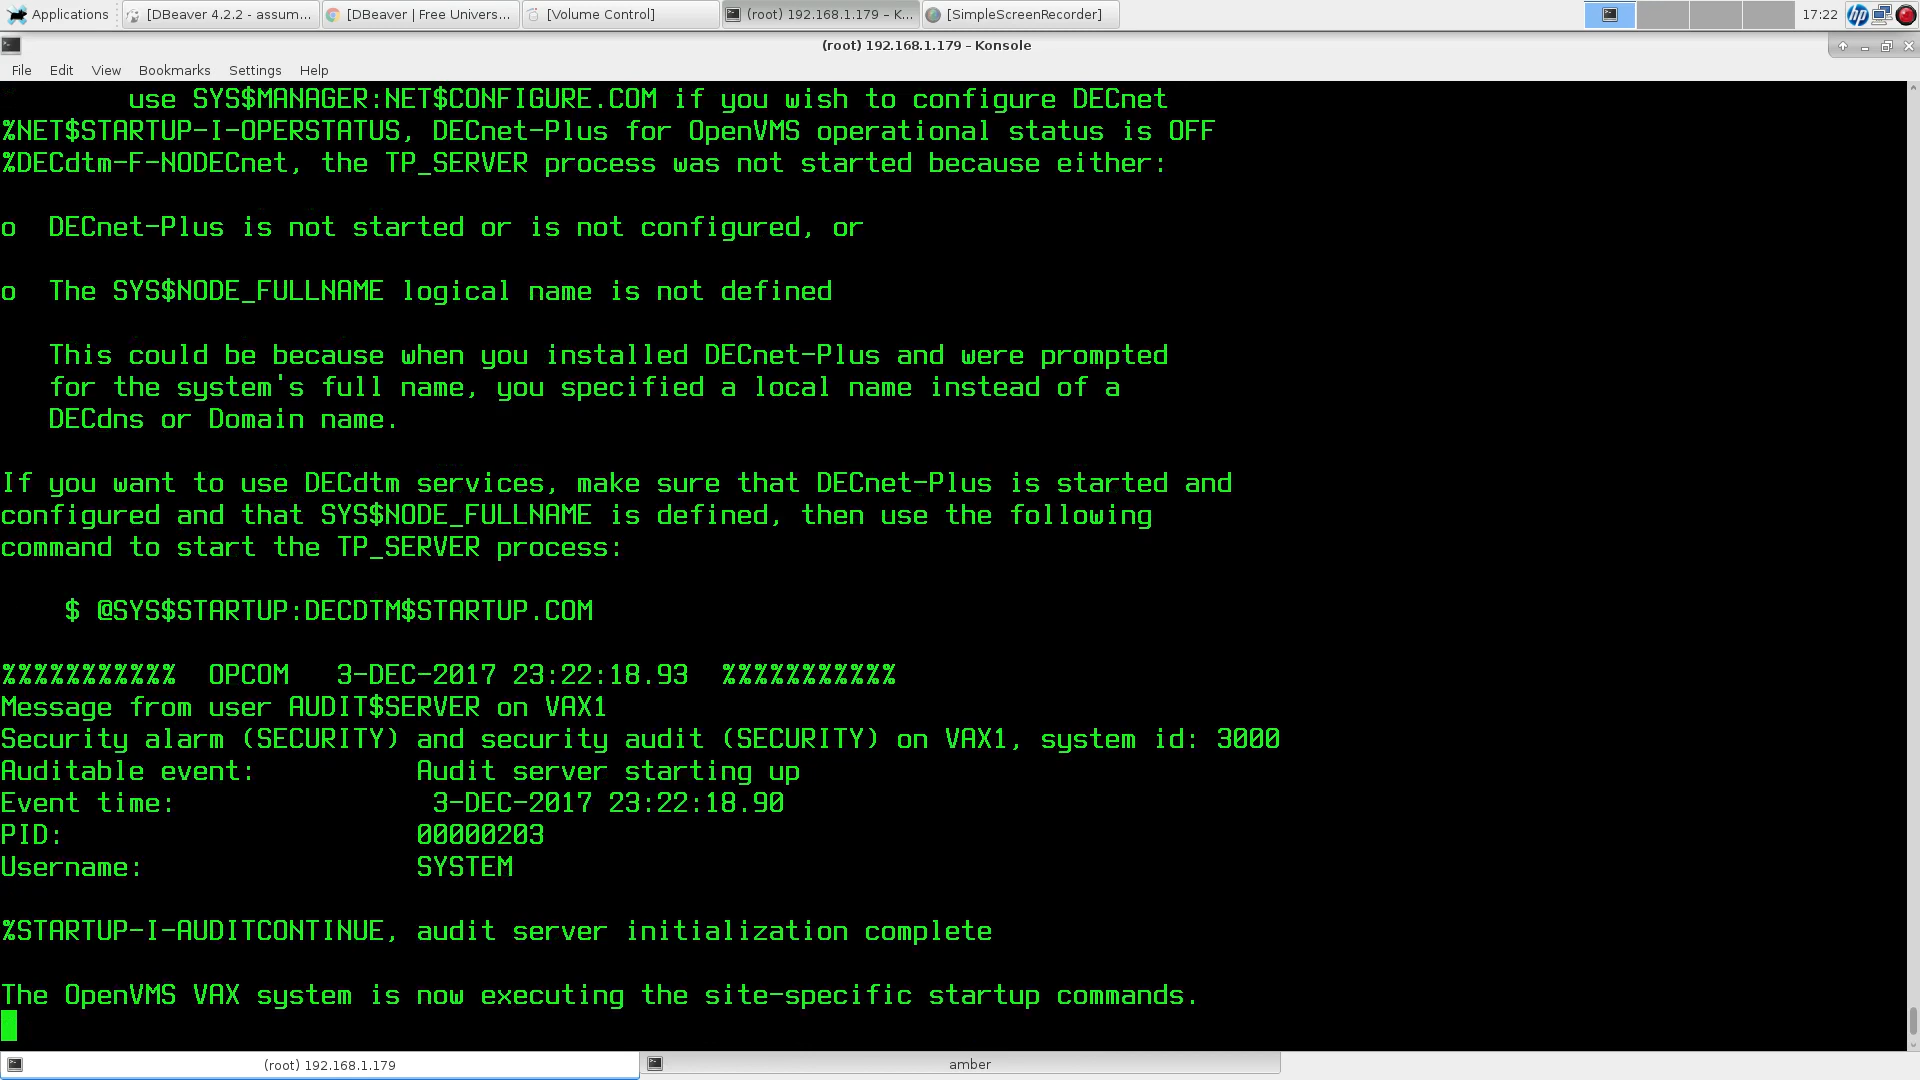 Applications
[DBeaver 4.2.2 - assum...
[DBeaver | Free Univers...
[Volume Control]
(root) 192.168.1.179 – K...
[SimpleScreenRecorder]
17:22
hp
(root) 192.168.1.179 – Konsole
File Edit View Bookmarks Settings Help
use SYS$MANAGER:NET$CONFIGURE.COM if you wish to configure DECnet
%NET$STARTUP-I-OPERSTATUS, DECnet-Plus for OpenVMS operational status is OFF
%DECdtm-F-NODECnet, the TP_SERVER process was not started because either:
o  DECnet-Plus is not started or is not configured, or
o  The SYS$NODE_FULLNAME logical name is not defined
This could be because when you installed DECnet-Plus and were prompted
for the system's full name, you specified a local name instead of a
DECdns or Domain name.
If you want to use DECdtm services, make sure that DECnet-Plus is started and
configured and that SYS$NODE_FULLNAME is defined, then use the following
command to start the TP_SERVER process:
$ @SYS$STARTUP:DECDTM$STARTUP.COM
%%%%%%%%%%%  OPCOM   3-DEC-2017 23:22:18.93  %%%%%%%%%%%
Message from user AUDIT$SERVER on VAX1
Security alarm (SECURITY) and security audit (SECURITY) on VAX1, system id: 3000
Auditable event:          Audit server starting up
Event time:                3-DEC-2017 23:22:18.90
PID:                      00000203
Username:                 SYSTEM
%STARTUP-I-AUDITCONTINUE, audit server initialization complete
The OpenVMS VAX system is now executing the site-specific startup commands.
(root) 192.168.1.179
amber